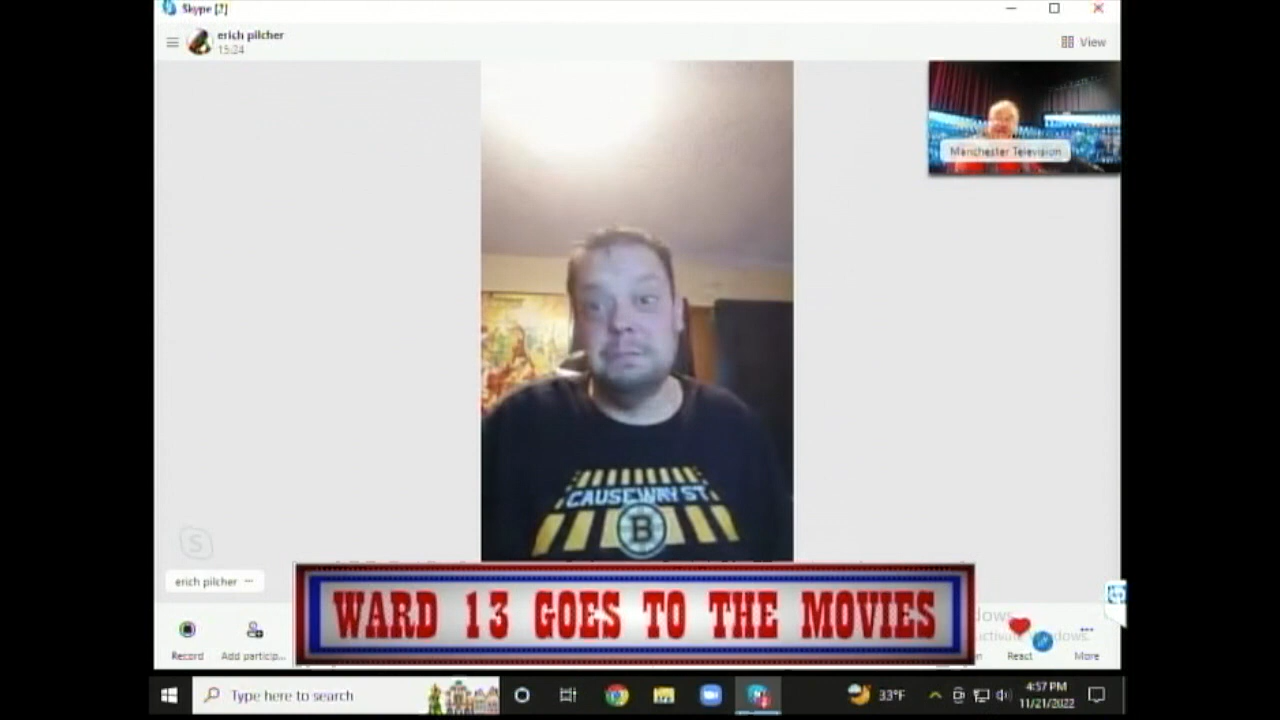 Skype [2]
erich pilcher
15:24
View
Manchester Television
CAUSEWAY ST.
B
S
erich pilcher
WARD 13 GOES TO THE MOVIES
Record
Add particip...
React
More
Type here to search
33°F
4:57 PM
11/21/2022